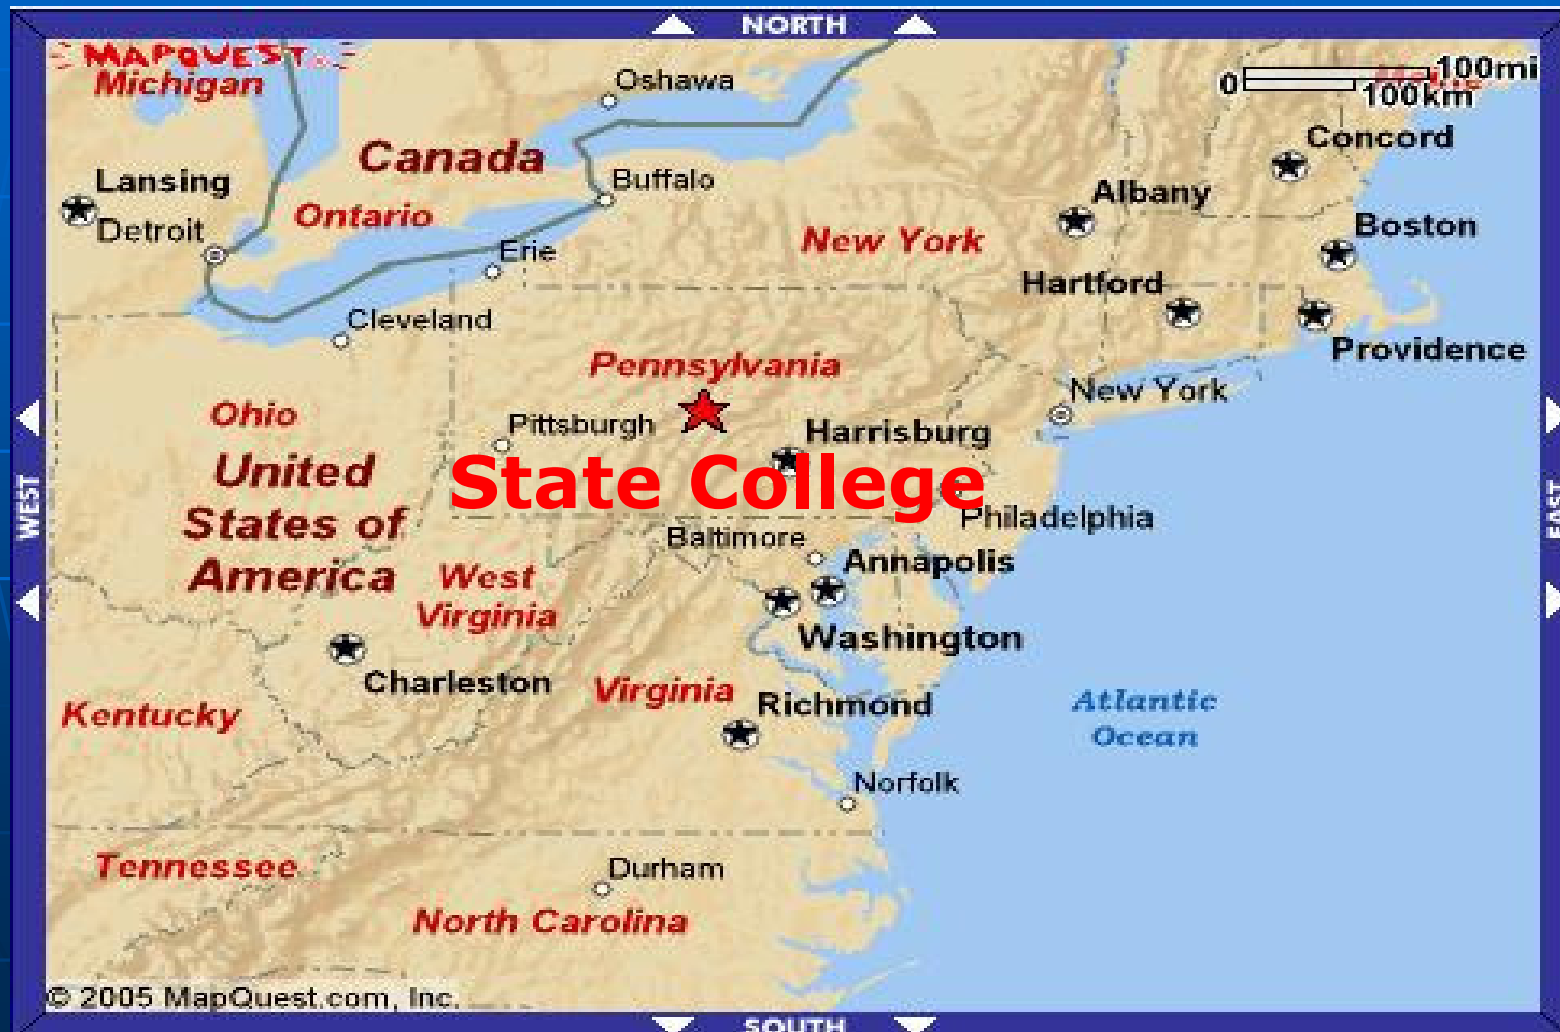 NORTH
MAPQUEST
Michigan
Oshawa
0
100mi
100km
Concord
Canada
Lansing
Buffalo
Albany
Detroit
Ontario
New York
Boston
Erie
Hartford
Cleveland
Providence
Pennsylvania
New York
Ohio
Pittsburgh
Harrisburg
United
States of
America
State College
WEST
EAST
Philadelphia
Baltimore
Annapolis
West
Virginia
Washington
Charleston
Virginia
Richmond
Kentucky
Atlantic
Ocean
Norfolk
Tennessee
Durham
North Carolina
© 2005 MapQuest.com, Inc.
SOUTH